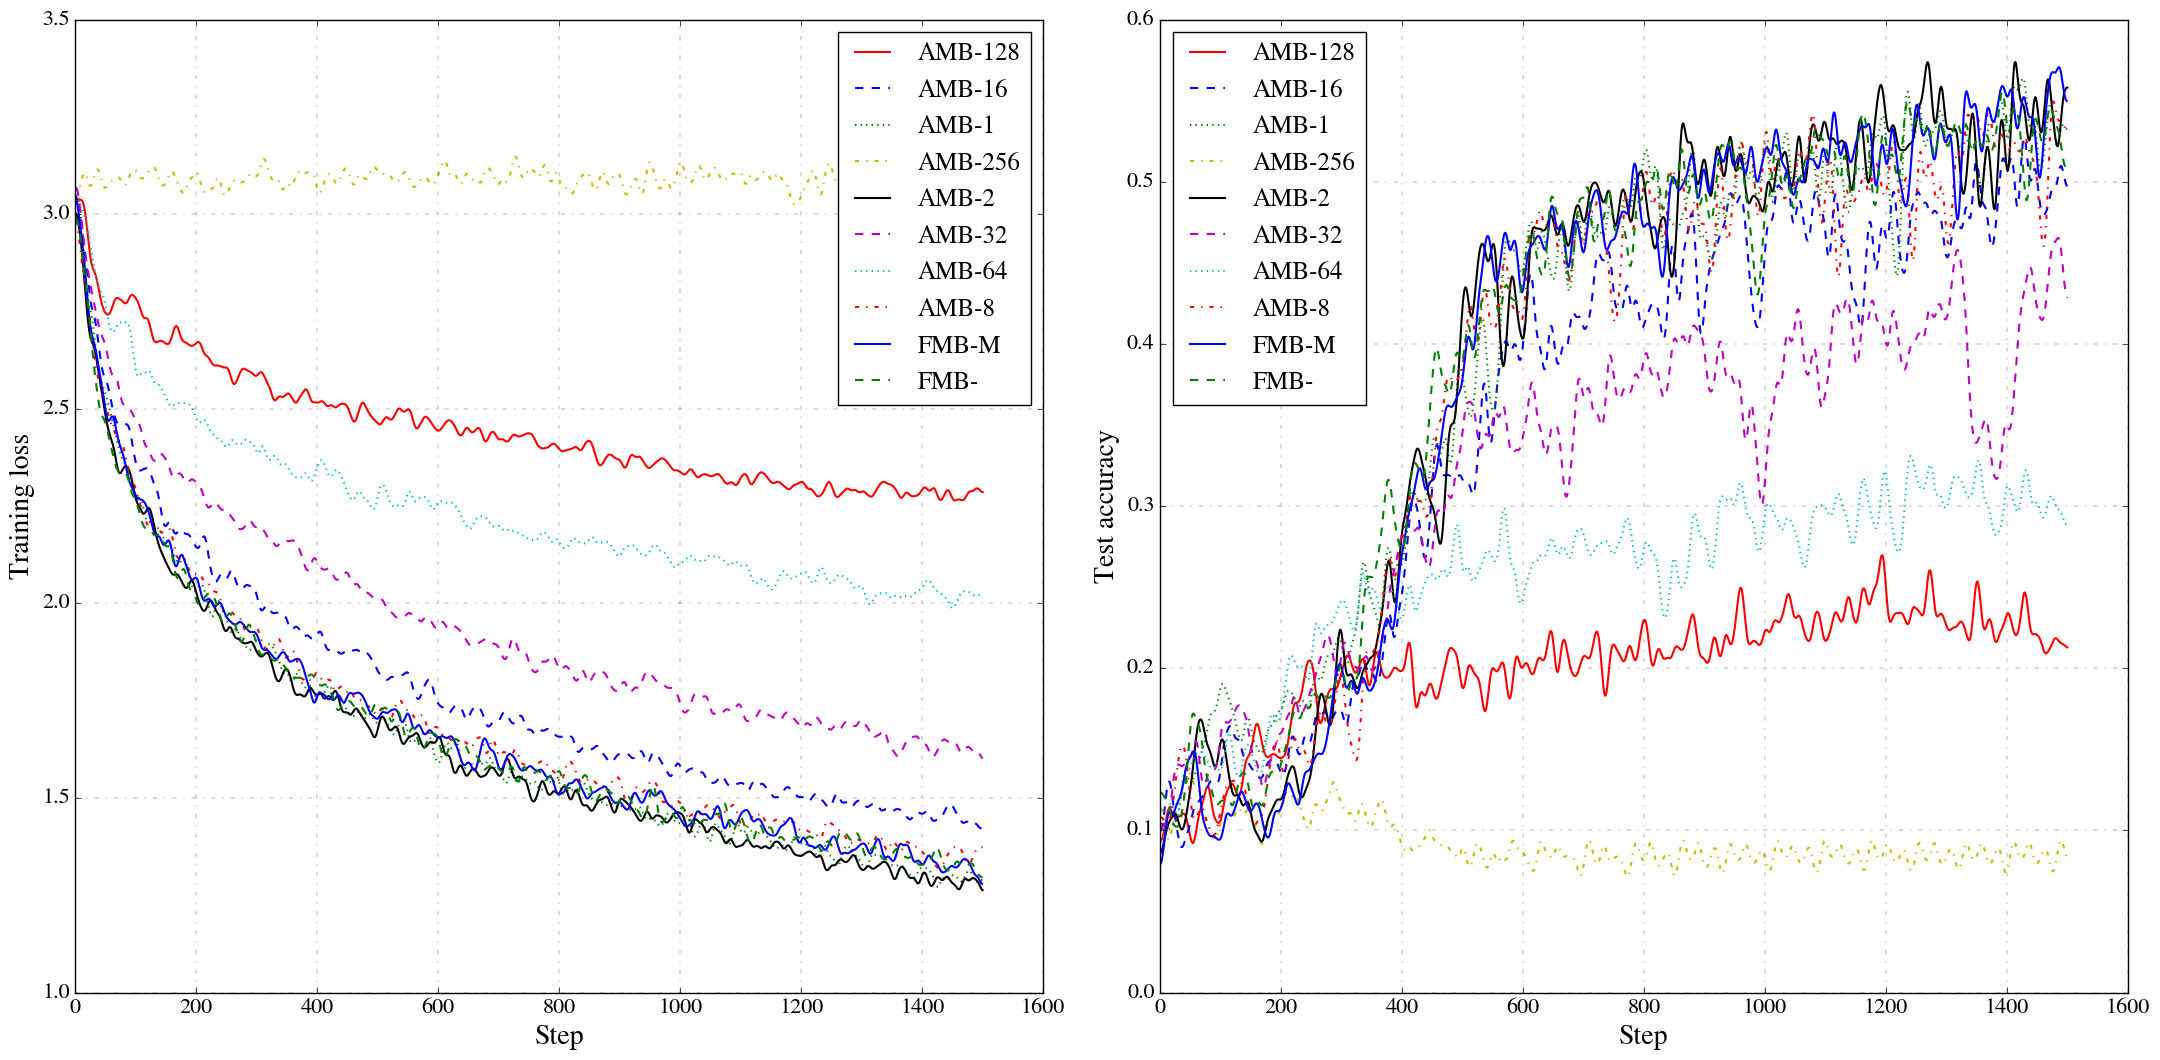 3.5
3.0
2.5
2.0
1.5
1.0
Training loss
0 200 400 600 800 1000 1200 1400 1600
Step
AMB-128
AMB-16
AMB-1
AMB-256
AMB-2
AMB-32
AMB-64
AMB-8
FMB-M
FMB-
0.6
0.5
0.4
0.3
0.2
0.1
0.0
Test accuracy
0 200 400 600 800 1000 1200 1400 1600
Step
AMB-128
AMB-16
AMB-1
AMB-256
AMB-2
AMB-32
AMB-64
AMB-8
FMB-M
FMB-